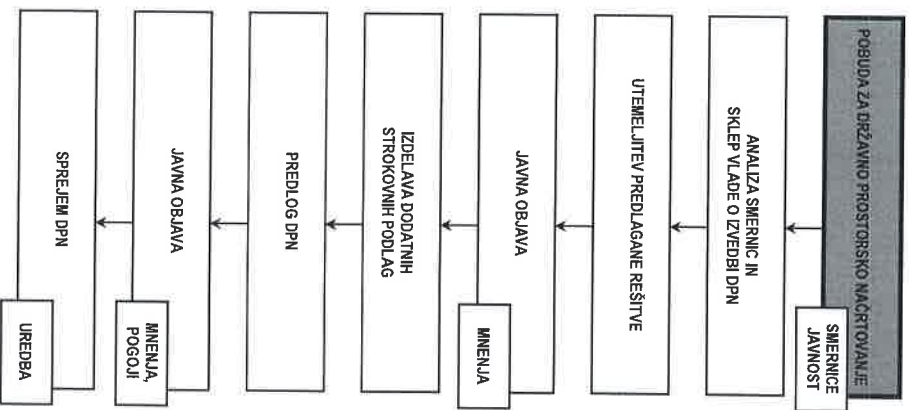 POBUDA ZA DRŽAVNO PROSTORSKO NAČRTOVANJE
SMERNICE
JAVNOST
ANALIZA SMERNIC IN
SKLEP VLADE O IZVEDBI DPN
UTEMELJITEV PREDLAGANE REŠITVE
JAVNA OBJAVA
MNENJA
IZDELAVA DODATNIH
STROKOVNIH PODLAG
PREDLOG DPN
JAVNA OBJAVA
MNENJA,
POGOJI
SPREJEM DPN
UREDBA